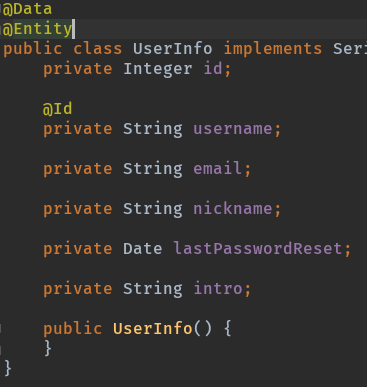 @Data
@Entity
public class UserInfo implements Seri
private Integer id;
@Id
private String username;
private String email;
private String nickname;
private Date lastPasswordReset;
private String intro;
public UserInfo() {
}
}